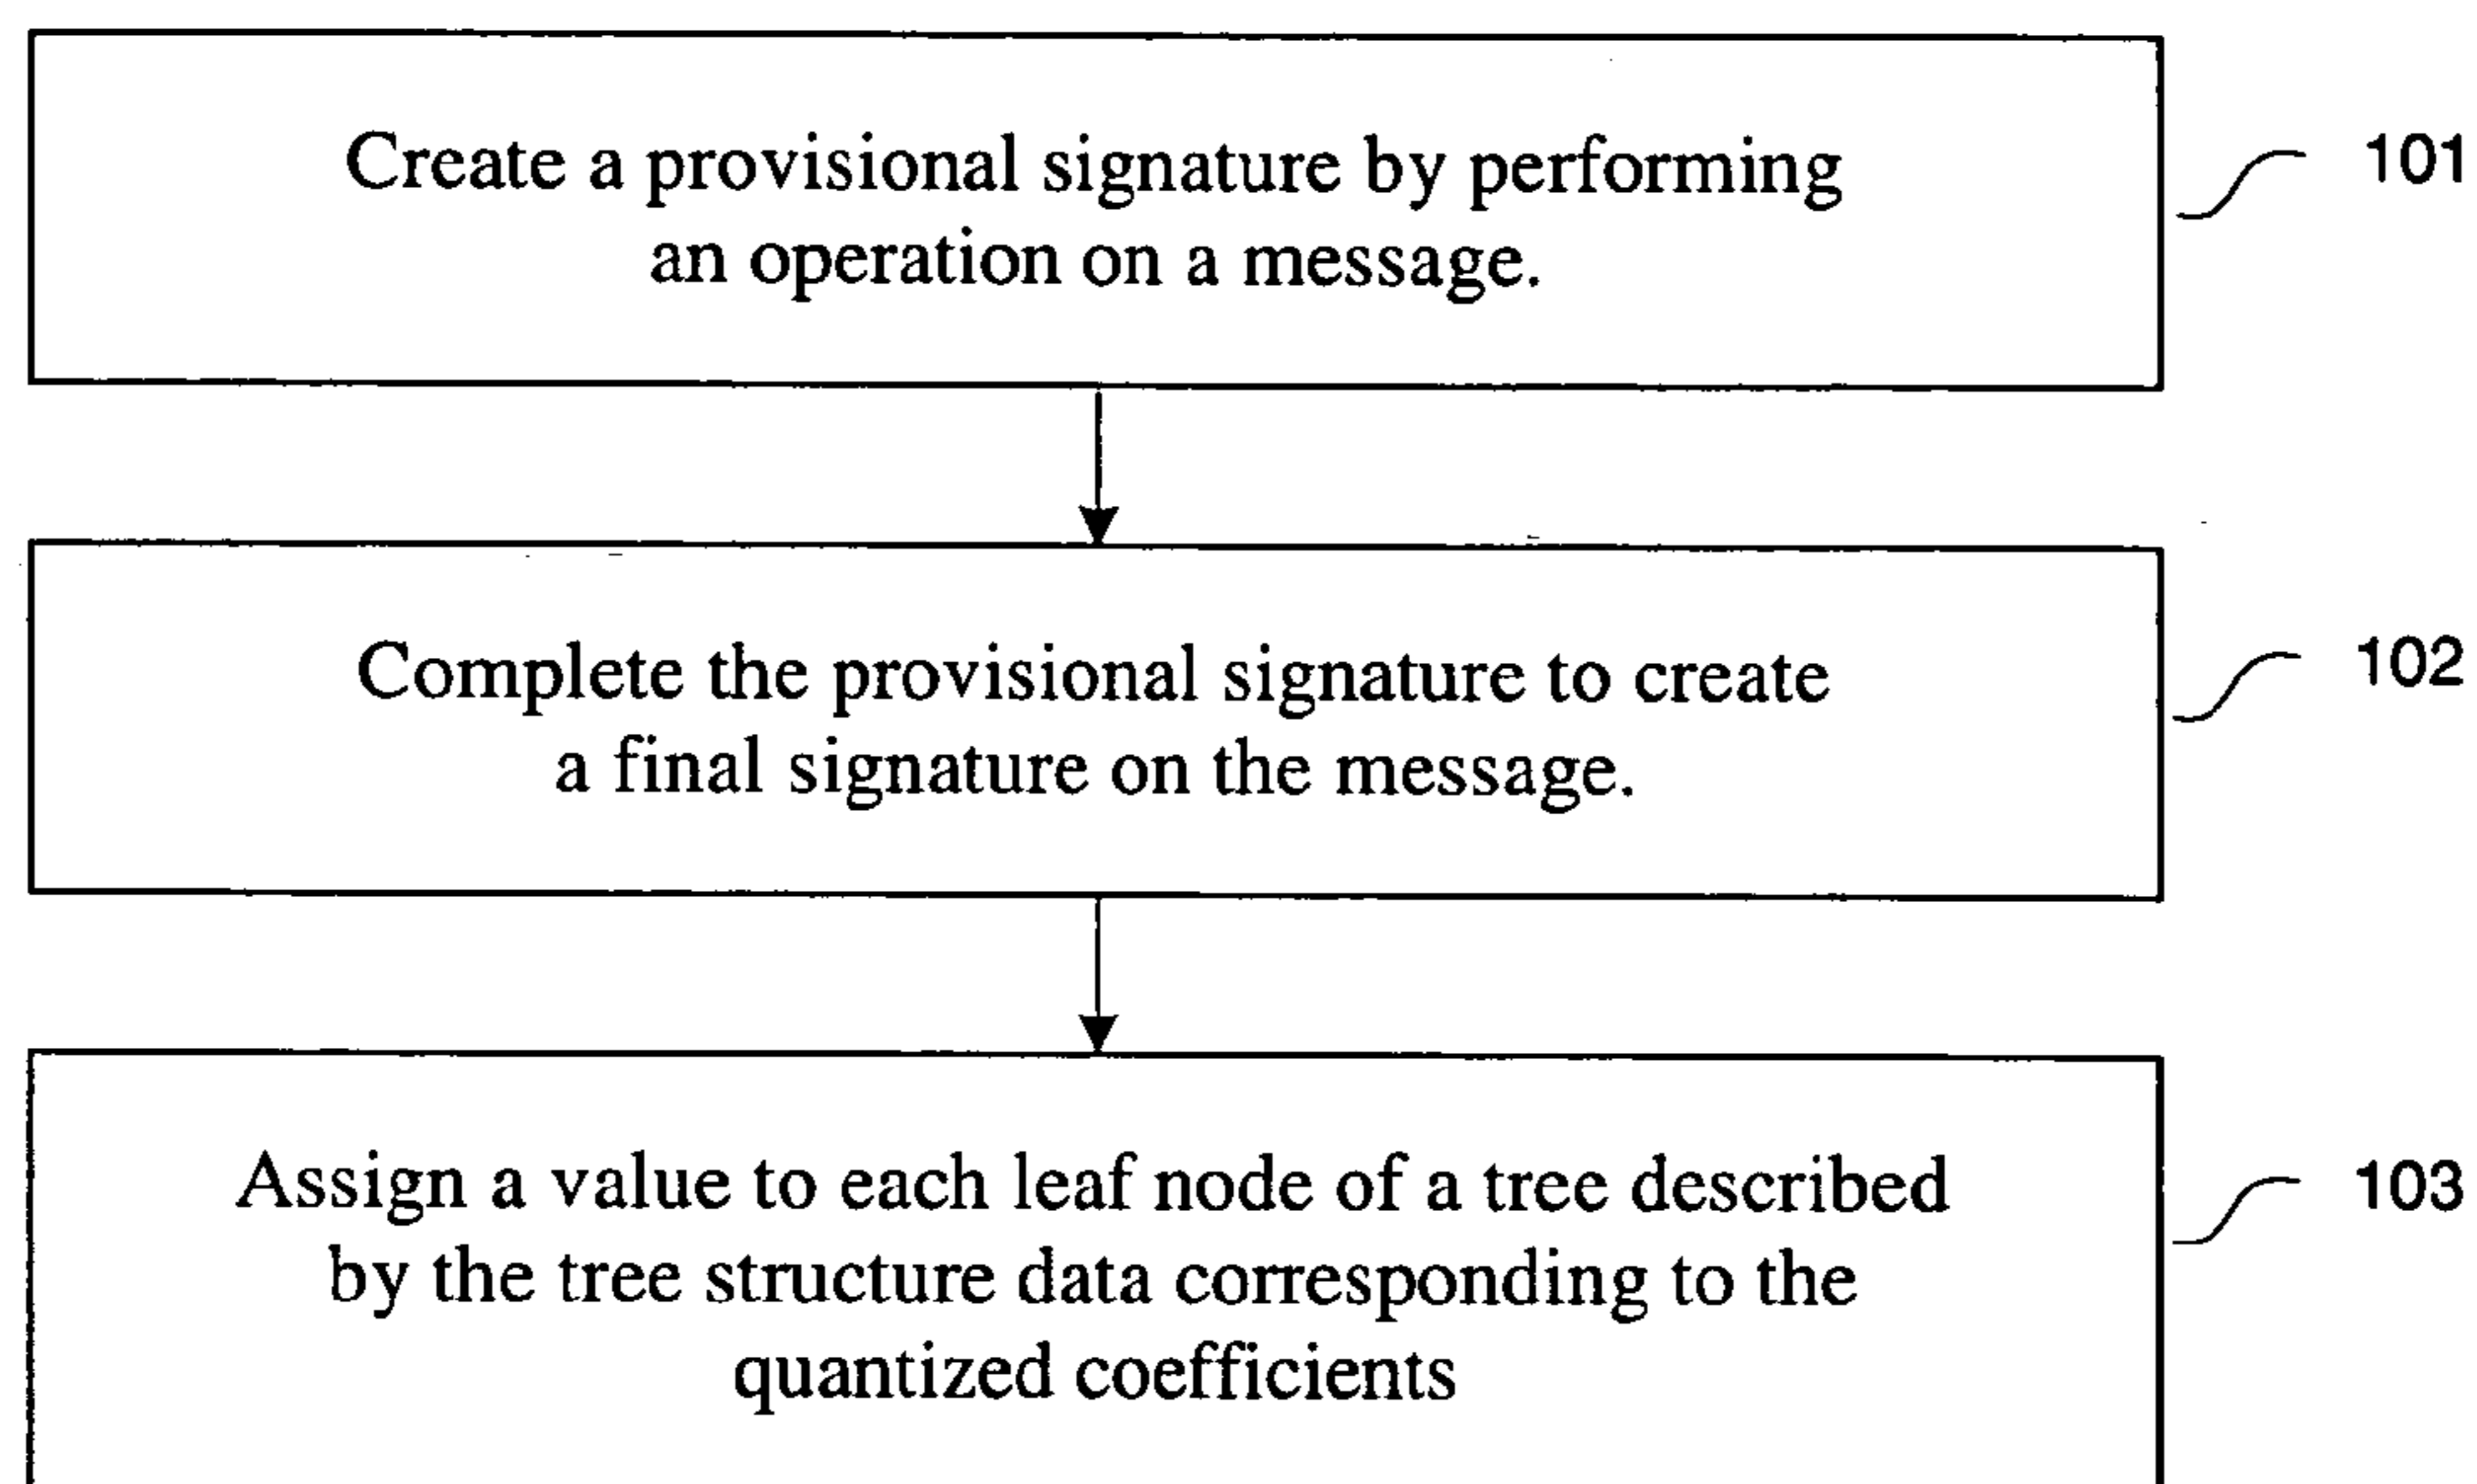 Create a provisional signature by performing
an operation on a message.
101
Complete the provisional signature to create
a final signature on the message.
102
Assign a value to each leaf node of a tree described
by the tree structure data corresponding to the
quantized coefficients
103